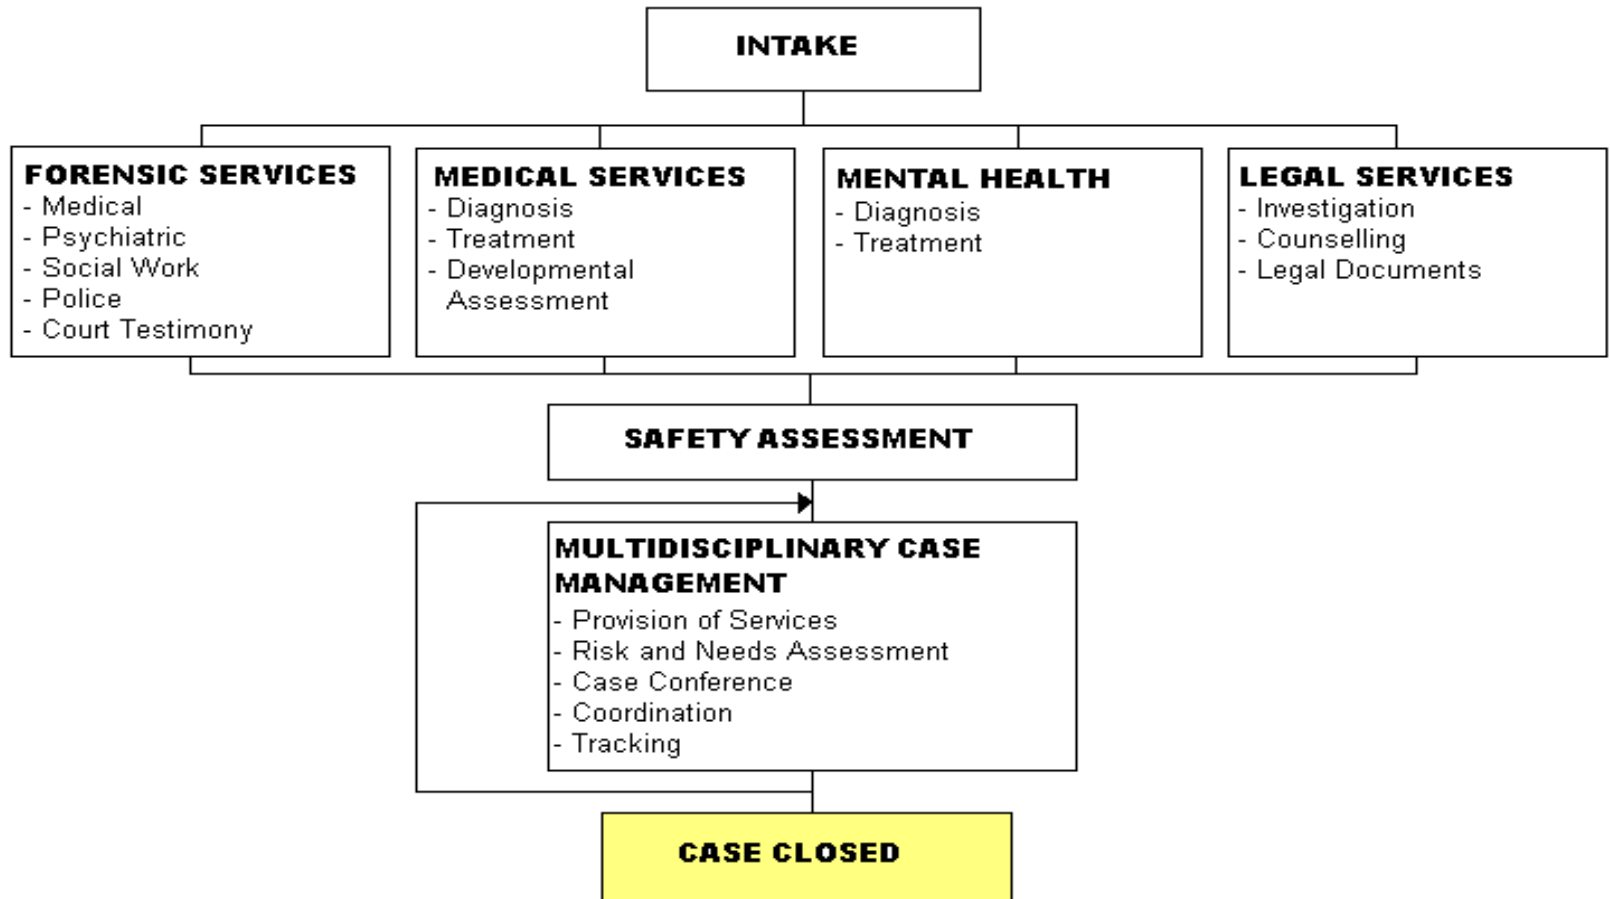 INTAKE
FORENSIC SERVICES
- Medical
- Psychiatric
- Social Work
- Police
- Court Testimony
MEDICAL SERVICES
- Diagnosis
- Treatment
- Developmental
Assessment
MENTAL HEALTH
- Diagnosis
- Treatment
LEGAL SERVICES
- Investigation
- Counselling
- Legal Documents
SAFETY ASSESSMENT
MULTIDISCIPLINARY CASE
MANAGEMENT
- Provision of Services
- Risk and Needs Assessment
- Case Conference
- Coordination
- Tracking
CASE CLOSED